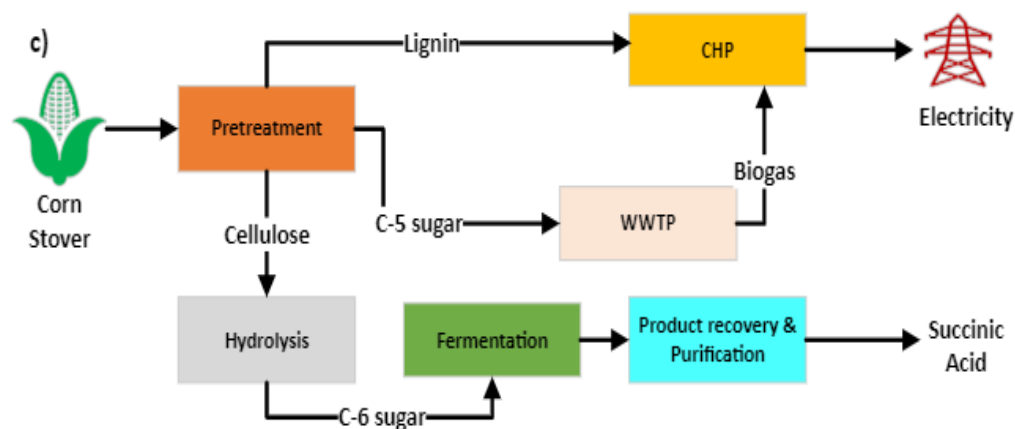 c)
Lignin
CHP
Electricity
Pretreatment
Corn
Stover
C-5 sugar
WWTP
Biogas
Cellulose
Hydrolysis
C-6 sugar
Fermentation
Product recovery &
Purification
Succinic
Acid